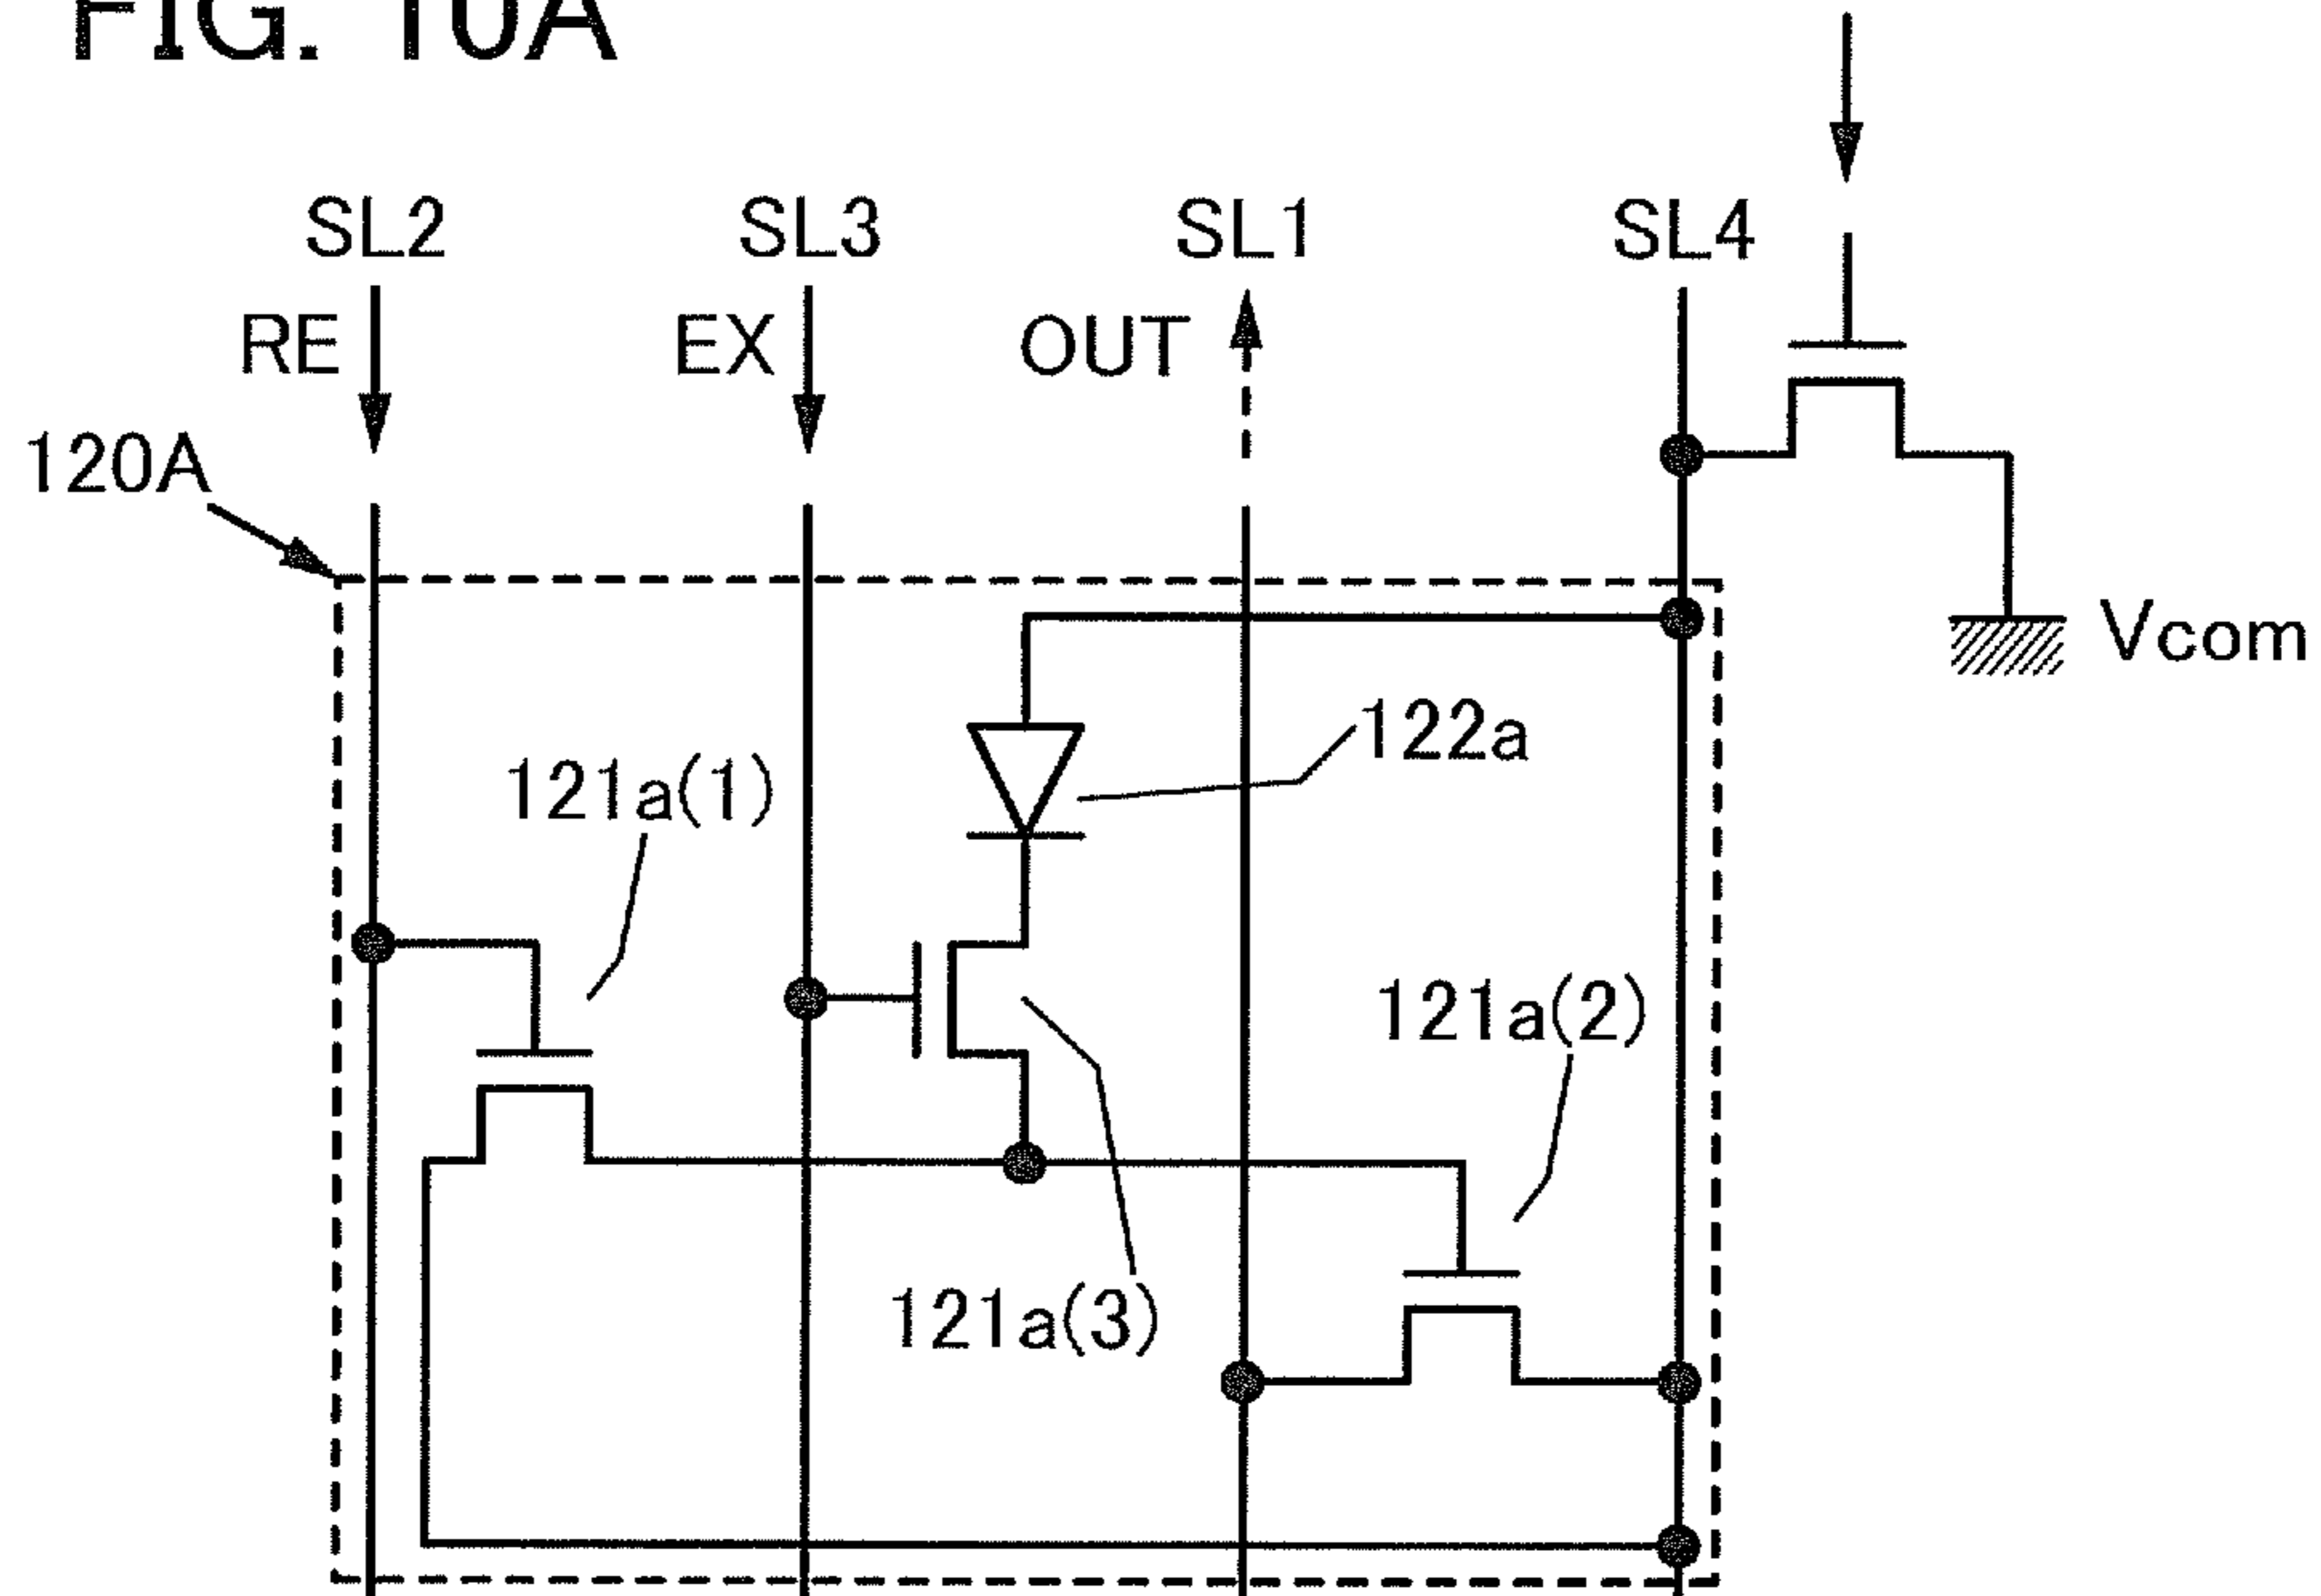 FIG. 10A
SL2
SL3
SL1
SL4
RE
EX
OUT
120A
Vcom
122a
121a(1)
121a(2)
121a(3)